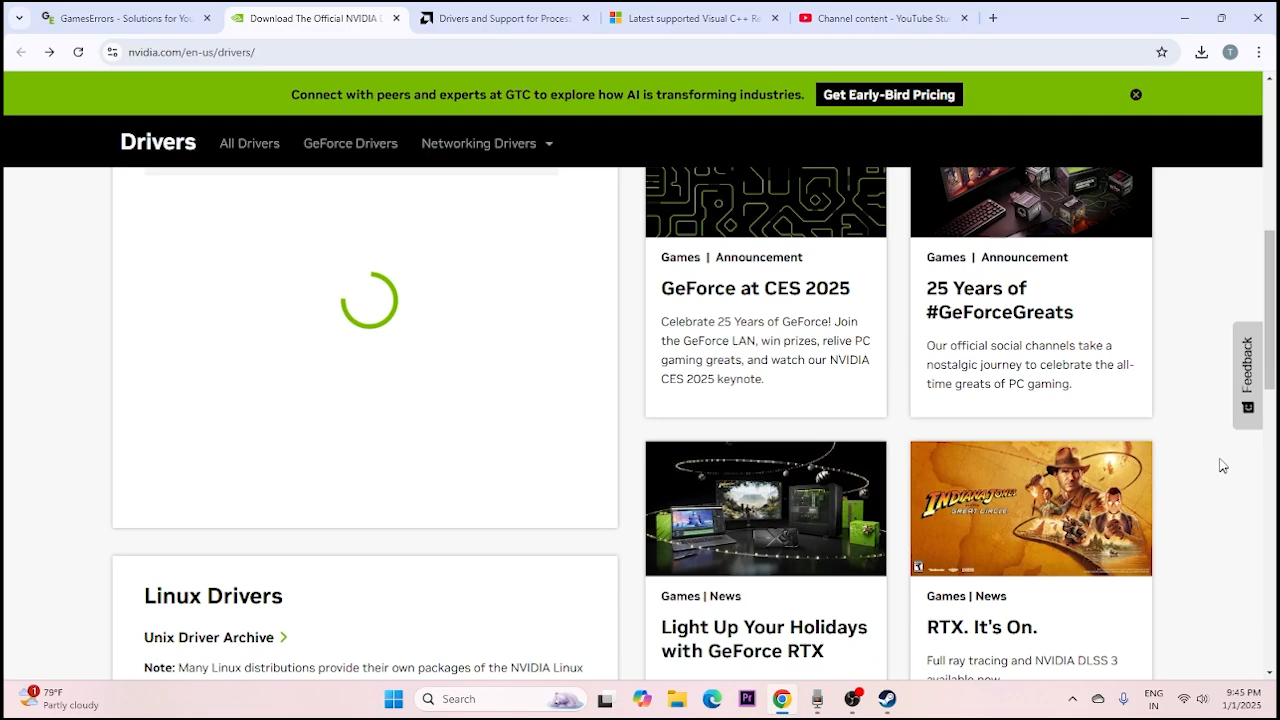 GamesErrors - Solutions for You
Download The Official NVIDIA D
Drivers and Support for Process
Latest supported Visual C++ Re
Channel content - YouTube Stu
nvidia.com/en-us/drivers/
T
Connect with peers and experts at GTC to explore how AI is transforming industries.
Get Early-Bird Pricing
Drivers
All Drivers
GeForce Drivers
Networking Drivers
Games | Announcement
GeForce at CES 2025
Celebrate 25 Years of GeForce! Join
the GeForce LAN, win prizes, relive PC
gaming greats, and watch our NVIDIA
CES 2025 keynote.
Games | Announcement
25 Years of
#GeForceGreats
Our official social channels take a
nostalgic journey to celebrate the all-
time greats of PC gaming.
Feedback
INDIANA JONES
Games | News
Light Up Your Holidays
with GeForce RTX
Games | News
RTX. It's On.
Full ray tracing and NVIDIA DLSS 3
available now
Linux Drivers
Unix Driver Archive
Note: Many Linux distributions provide their own packages of the NVIDIA Linux
1
79°F
Partly cloudy
Search
Pr
ENG
IN
9:45 PM
1/1/2025